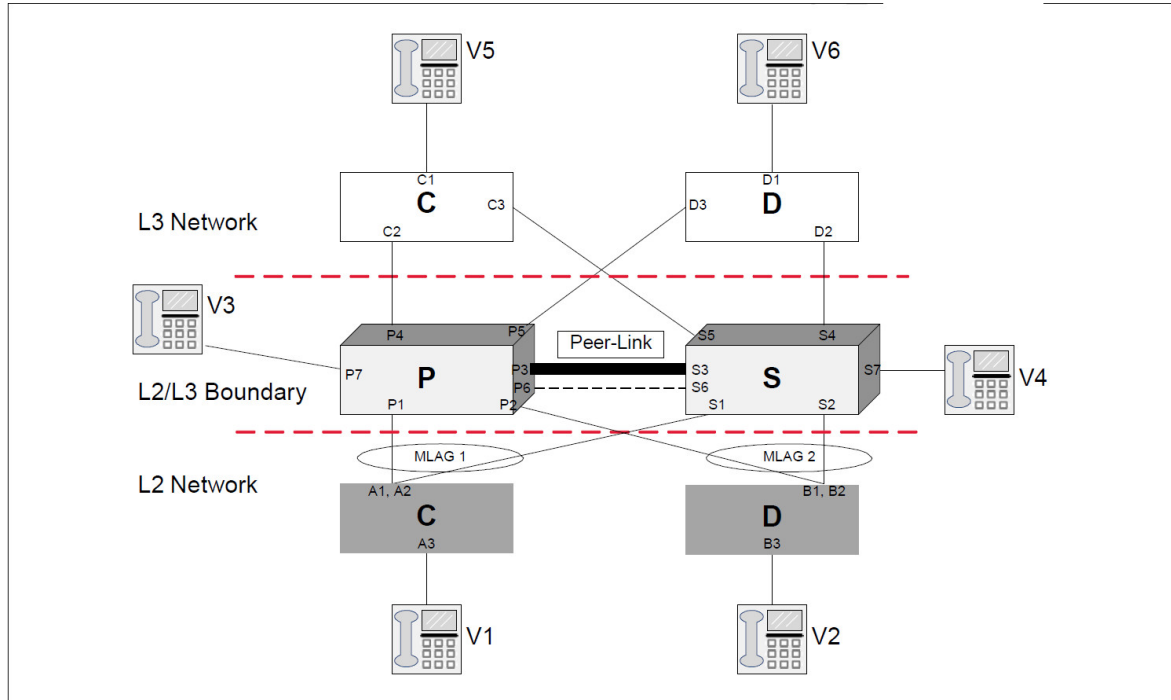 V5
V6
C1
C
C3
C2
D1
D3
D
D2
L3 Network
V3
P4
P5
Peer-Link
S5
S4
P7
P
P3
P6
S3
S6
S
S7
V4
L2/L3 Boundary
P1
P2
S1
S2
MLAG 1
MLAG 2
L2 Network
A1, A2
B1, B2
C
D
A3
B3
V1
V2